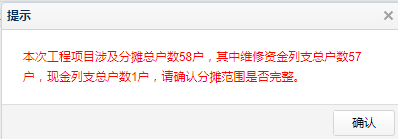 提示
本次工程项目涉及分摊总户数58户，其中维修资金列支总户数57
户，现金列支总户数1户，请确认分摊范围是否完整。
确认